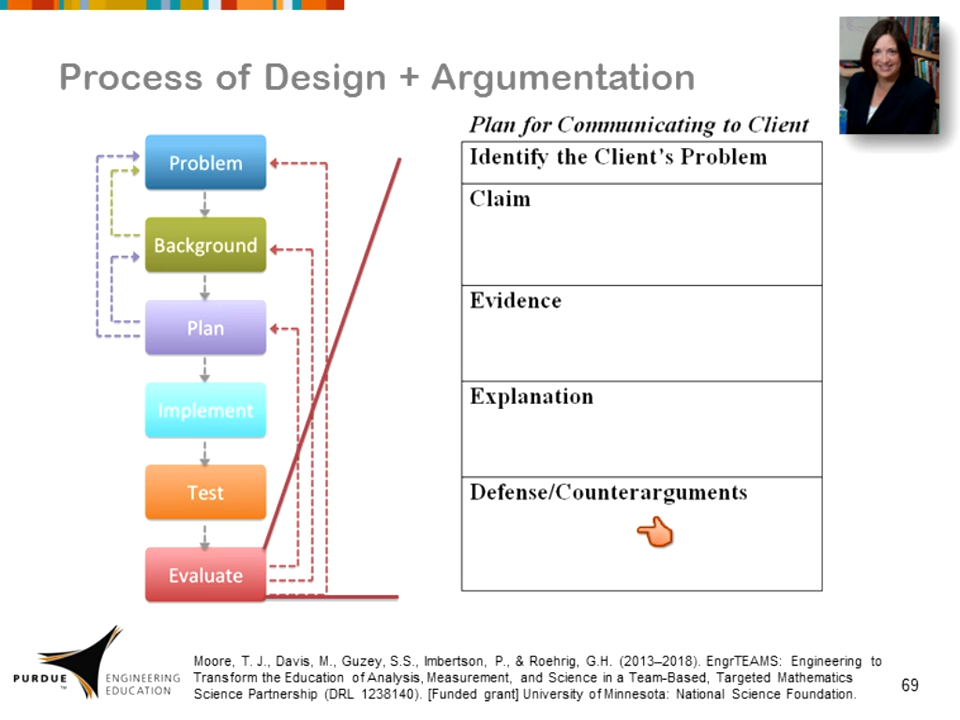 Process of Design + Argumentation
Problem
Background
Plan
Implement
Test
Evaluate
Plan for Communicating to Client
Identify the Client's Problem
Claim
Evidence
Explanation
Defense/Counterarguments
PURDUE
TM
ENGINEERING
EDUCATION
Moore, T. J., Davis, M., Guzey, S.S., Imbertson, P., & Roehrig, G.H. (2013–2018). EngrTEAMS: Engineering to
Transform the Education of Analysis, Measurement, and Science in a Team-Based, Targeted Mathematics
Science Partnership (DRL 1238140). [Funded grant] University of Minnesota: National Science Foundation.
69